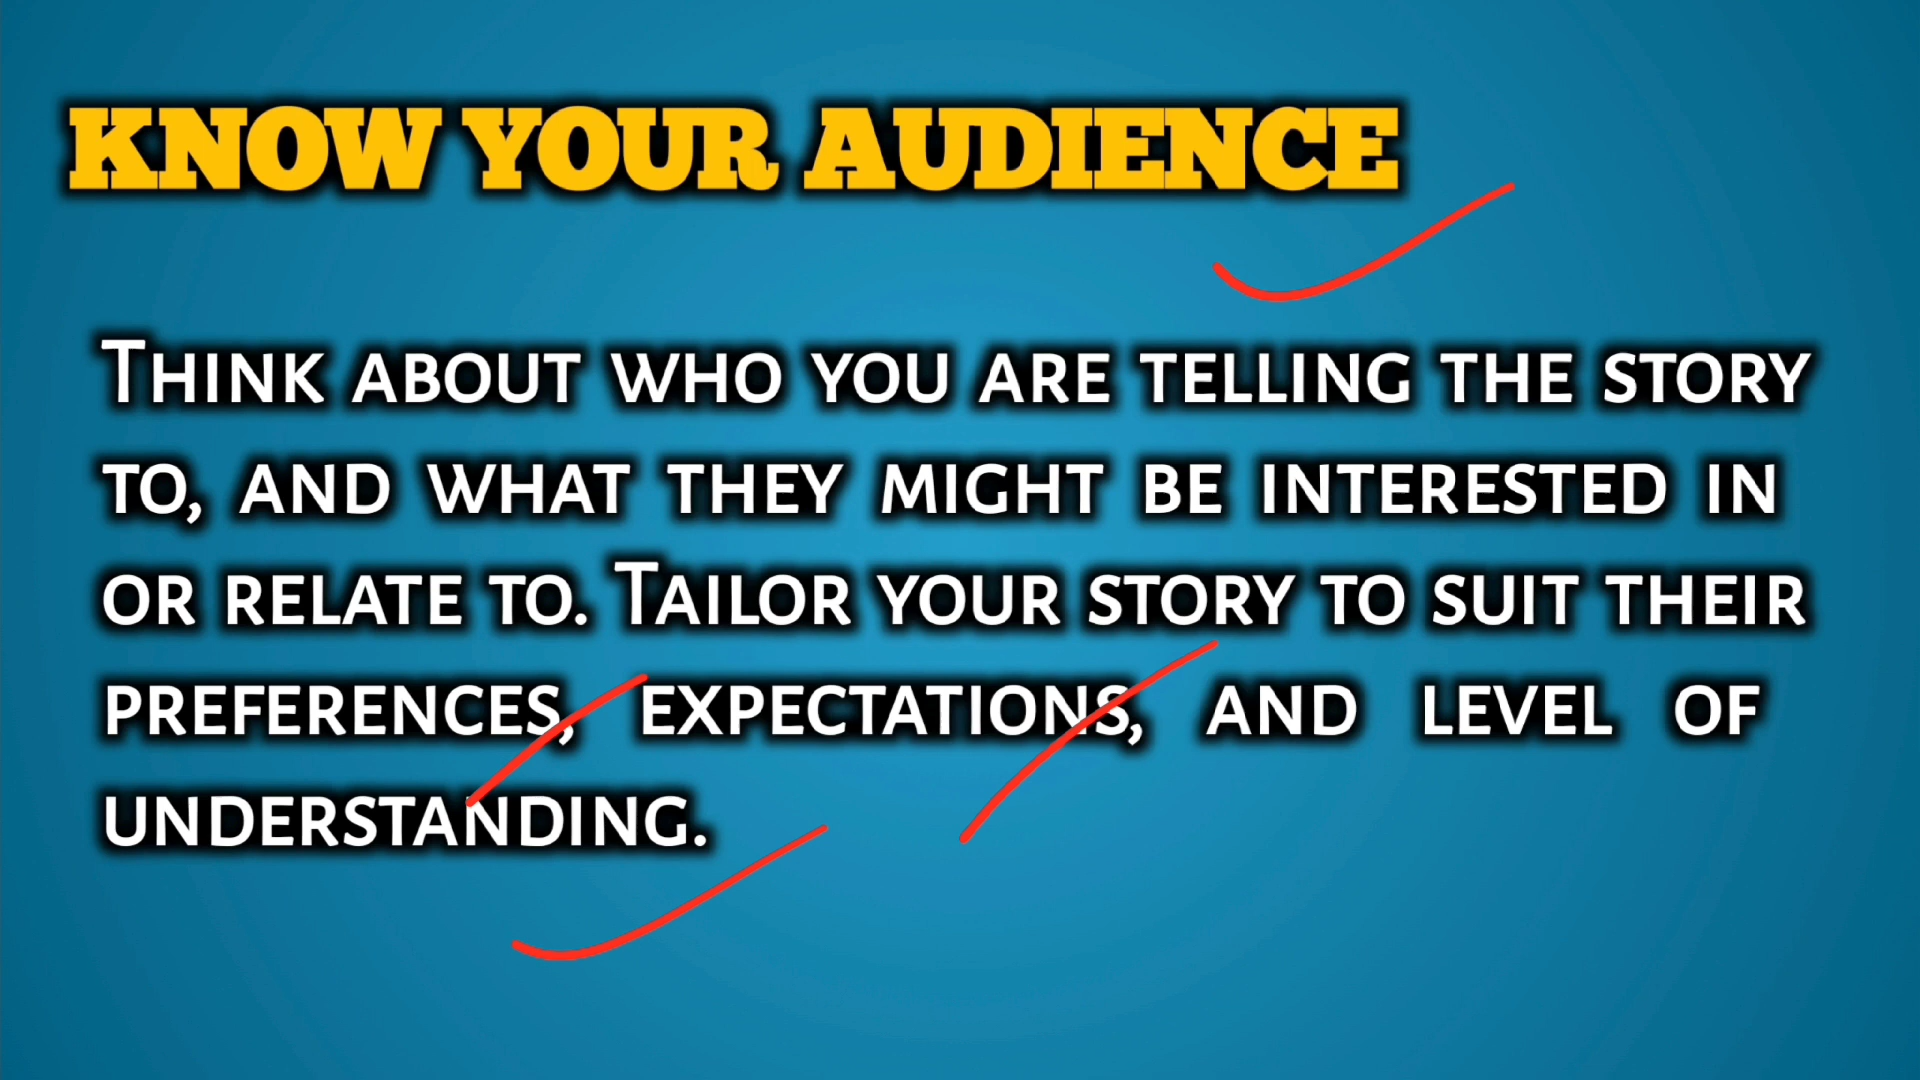 KNOW YOUR AUDIENCE
Think about who you are telling the story
to, and what they might be interested in
or relate to. Tailor your story to suit their
preferences, expectations, and level of
understanding.